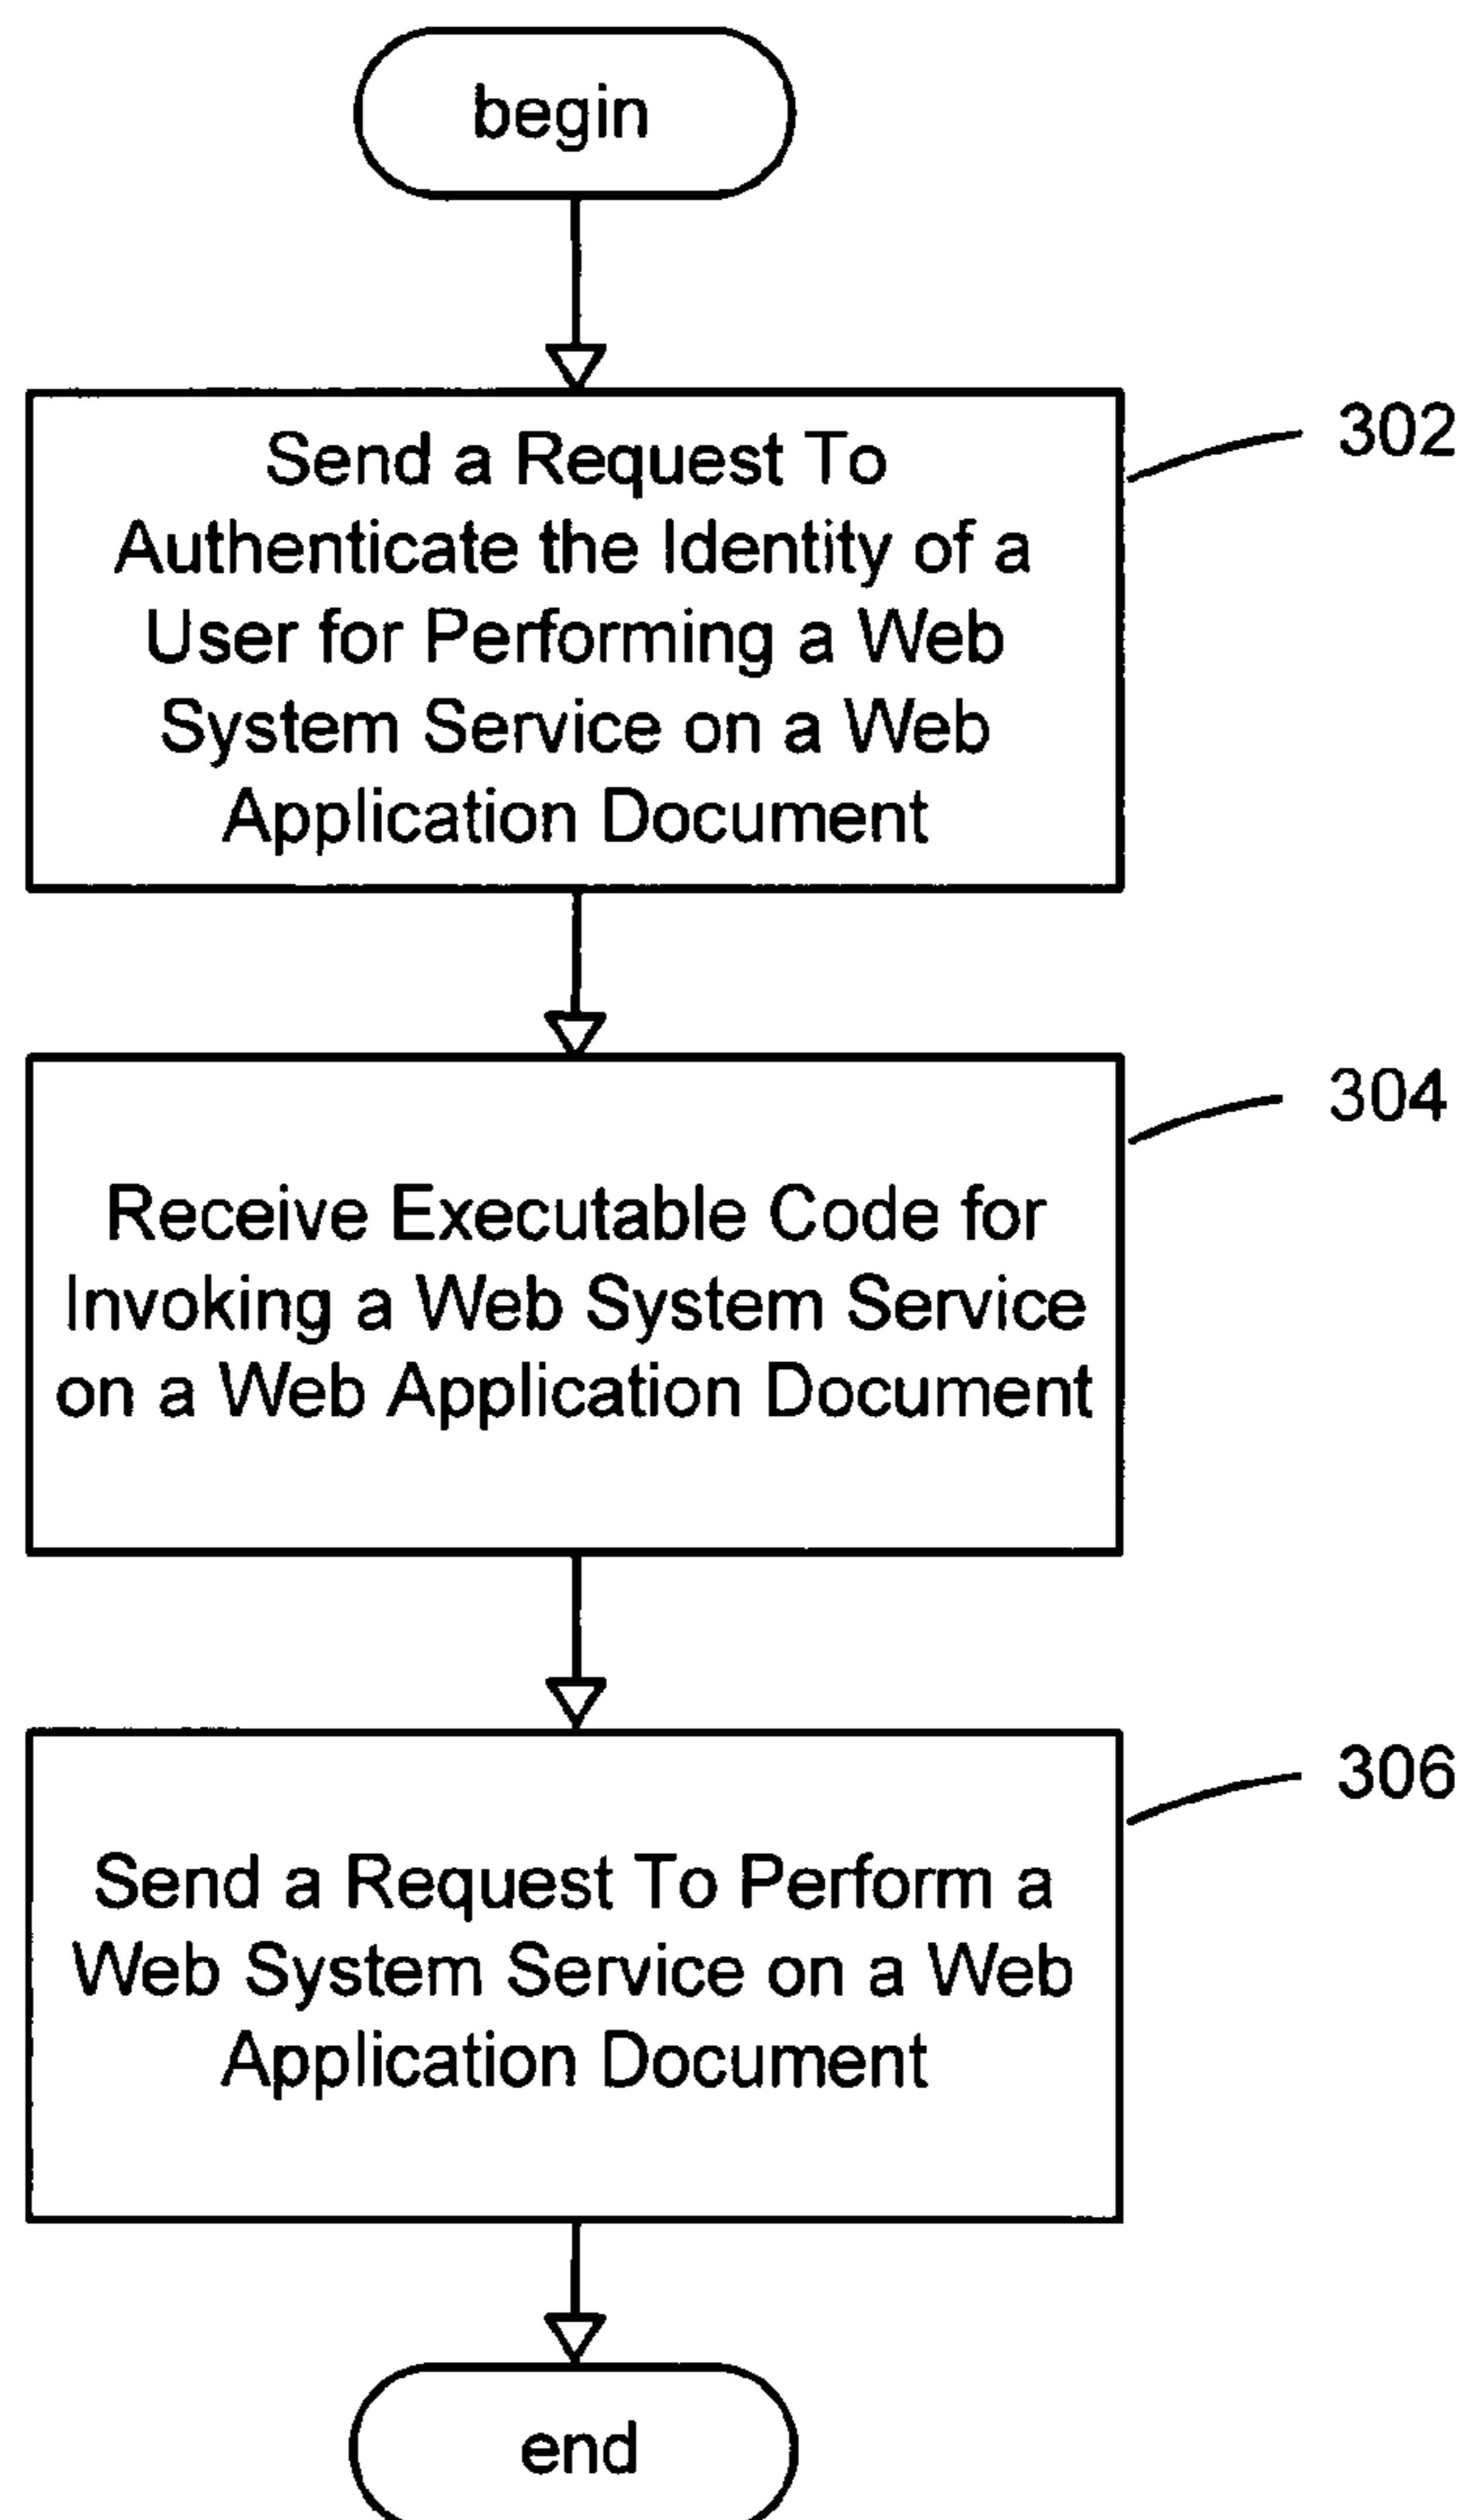 begin
302
Send a Request To
Authenticate the Identity of a
User for Performing a Web
System Service on a Web
Application Document
304
Receive Executable Code for
Invoking a Web System Service
on a Web Application Document
306
Send a Request To Perform a
Web System Service on a Web
Application Document
end